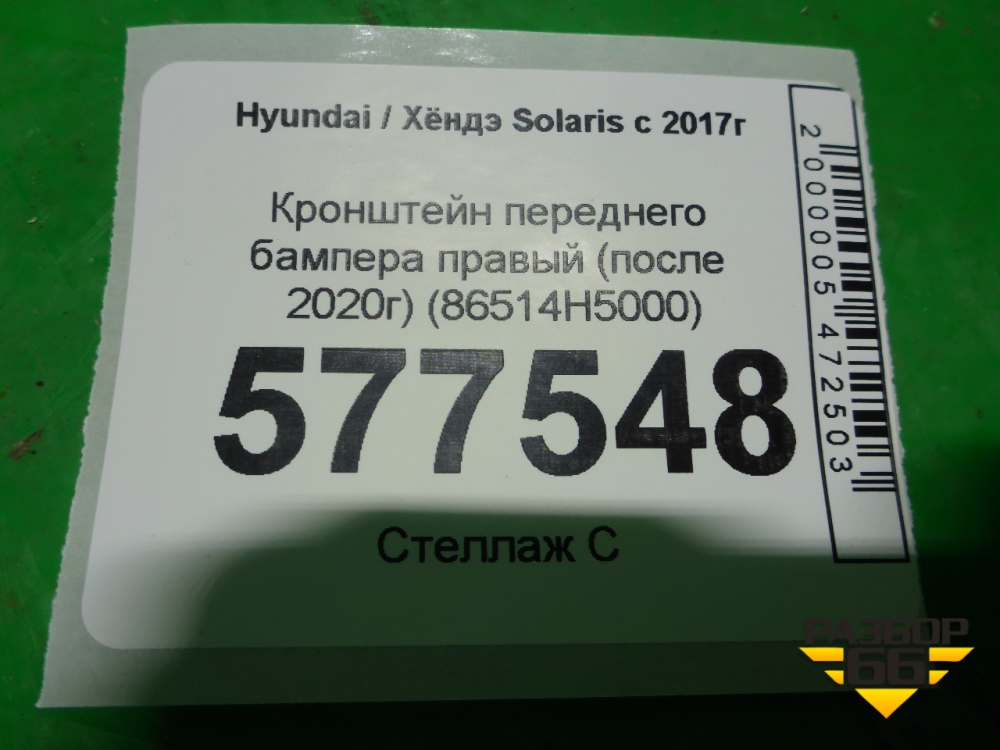 Hyundai / Хёндэ Solaris с 2017г
Кронштейн переднего
бампера правый (после
2020г) (86514H5000)
577548
Стеллаж С
2000005472503
РАЗБОР
66